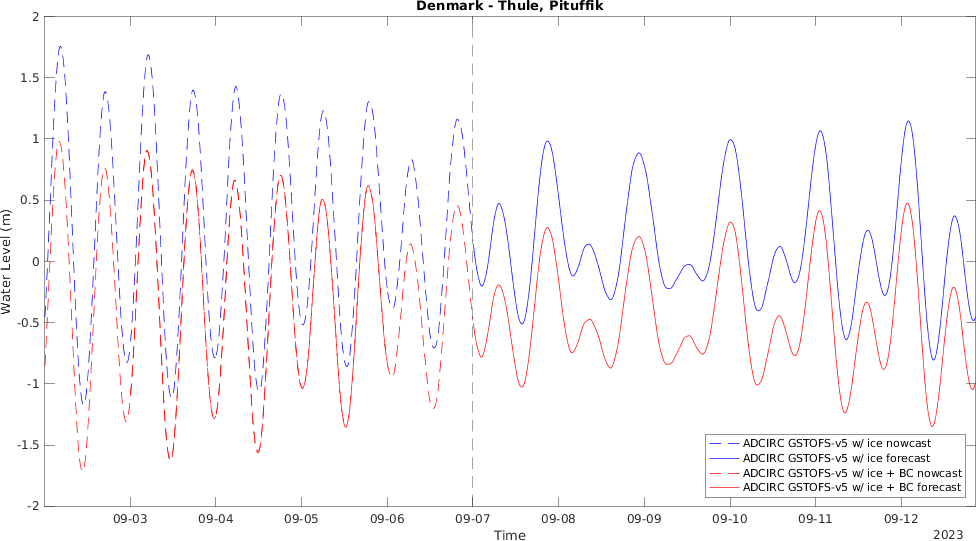 Denmark - Thule, Pituffik
2
1.5
1
0.5
0
-0.5
-1
-1.5
-2
Water Level (m)
ADCIRC GSTOFS-v5 w/ ice nowcast
ADCIRC GSTOFS-v5 w/ ice forecast
ADCIRC GSTOFS-v5 w/ ice + BC nowcast
ADCIRC GSTOFS-v5 w/ ice + BC forecast
09-03 09-04 09-05 09-06 09-07 09-08 09-09 09-10 09-11 09-12
Time
2023